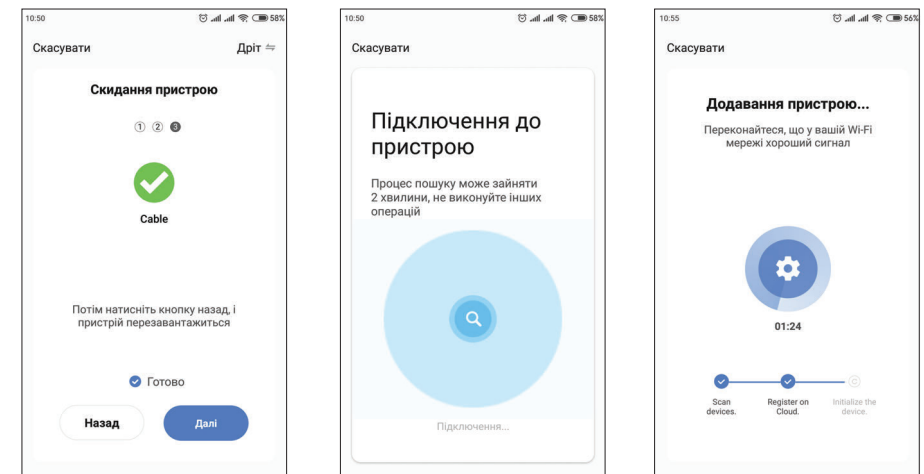 10:50
58%
Скасувати
Дріт
Скидання пристрою
1 2 3
Cable
Потім натисніть кнопку назад, і
пристрій перезавантажиться
Готово
Назад
Далі
10:50
58%
Скасувати
Підключення до
пристрою
Процес пошуку може зайняти
2 хвилини, не виконуйте інших
операцій
Підключення...
10:55
56%
Скасувати
Додавання пристрою...
Переконайтеся, що у вашій Wi-Fi
мережі хороший сигнал
01:24
Scan
devices.
Register on
Cloud.
Initialize the
device.